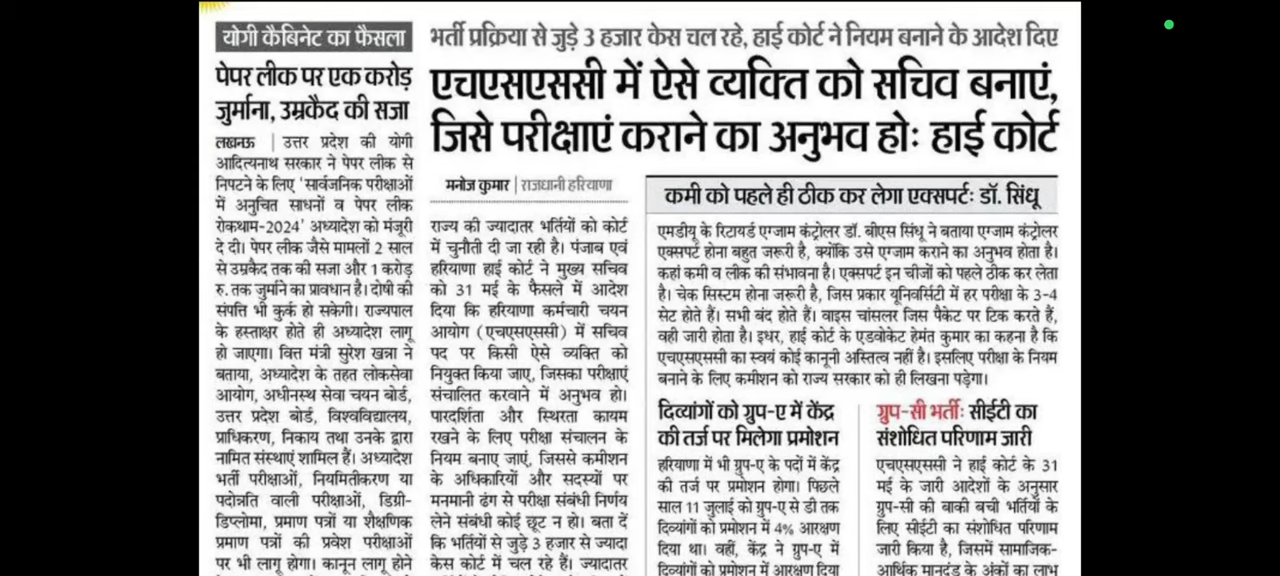 योगी कैबिनेट का फैसला
पेपर लीक पर एक करोड़
जुर्माना, उम्रकैद की सजा
लखनऊ | उत्तर प्रदेश की योगी
आदित्यनाथ सरकार ने पेपर लीक से
निपटने के लिए 'सार्वजनिक परीक्षाओं
में अनुचित साधनों व पेपर लीक
रोकथाम-2024' अध्यादेश को मंजूरी
दे दी। पेपर लीक जैसे मामलों 2 साल
से उम्रकैद तक की सजा और 1 करोड़
रु. तक जुर्माने का प्रावधान है। दोषी की
संपत्ति भी कुर्क हो सकेगी। राज्यपाल
के हस्ताक्षर होते ही अध्यादेश लागू
हो जाएगा। वित्त मंत्री सुरेश खन्ना ने
बताया, अध्यादेश के तहत लोकसेवा
आयोग, अधीनस्थ सेवा चयन बोर्ड,
उत्तर प्रदेश बोर्ड, विश्वविद्यालय,
प्राधिकरण, निकाय तथा उनके द्वारा
नामित संस्थाएं शामिल हैं। अध्यादेश
भर्ती परीक्षाओं, नियमितीकरण या
पदोन्नति वाली परीक्षाओं, डिग्री-
डिप्लोमा, प्रमाण पत्रों या शैक्षणिक
प्रमाण पत्रों की प्रवेश परीक्षाओं
पर भी लागू होगा। कानून लागू होने
भर्ती प्रक्रिया से जुड़े 3 हजार केस चल रहे, हाई कोर्ट ने नियम बनाने के आदेश दिए
एचएसएससी में ऐसे व्यक्ति को सचिव बनाएं,
जिसे परीक्षाएं कराने का अनुभव होः हाई कोर्ट
मनोज कुमार | राजधानी हरियाणा
राज्य की ज्यादातर भर्तियों को कोर्ट
में चुनौती दी जा रही है। पंजाब एवं
हरियाणा हाई कोर्ट ने मुख्य सचिव
को 31 मई के फैसले में आदेश
दिया कि हरियाणा कर्मचारी चयन
आयोग (एचएसएससी) में सचिव
पद पर किसी ऐसे व्यक्ति को
नियुक्त किया जाए, जिसका परीक्षाएं
संचालित करवाने में अनुभव हो।
पारदर्शिता और स्थिरता कायम
रखने के लिए परीक्षा संचालन के
नियम बनाए जाएं, जिससे कमीशन
के अधिकारियों और सदस्यों पर
मनमानी ढंग से परीक्षा संबंधी निर्णय
लेने संबंधी कोई छूट न हो। बता दें
कि भर्तियों से जुड़े 3 हजार से ज्यादा
केस कोर्ट में चल रहे हैं। ज्यादातर
कमी को पहले ही ठीक कर लेगा एक्सपर्टः डॉ. सिंधू
एमडीयू के रिटायर्ड एग्जाम कंट्रोलर डॉ. बीएस सिंधू ने बताया एग्जाम कंट्रोलर
एक्सपर्ट होना बहुत जरूरी है, क्योंकि उसे एग्जाम कराने का अनुभव होता है।
कहां कमी व लीक की संभावना है। एक्सपर्ट इन चीजों को पहले ठीक कर लेता
है। चेक सिस्टम होना जरूरी है, जिस प्रकार यूनिवर्सिटी में हर परीक्षा के 3-4
सेट होते हैं। सभी बंद होते हैं। वाइस चांसलर जिस पैकेट पर टिक करते हैं,
वही जारी होता है। इधर, हाई कोर्ट के एडवोकेट हेमंत कुमार का कहना है कि
एचएसएससी का स्वयं कोई कानूनी अस्तित्व नहीं है। इसलिए परीक्षा के नियम
बनाने के लिए कमीशन को राज्य सरकार को ही लिखना पड़ेगा।
दिव्यांगों को ग्रुप-ए में केंद्र
की तर्ज पर मिलेगा प्रमोशन
हरियाणा में भी ग्रुप-ए के पदों में केंद्र
की तर्ज पर प्रमोशन होगा। पिछले
साल 11 जुलाई को ग्रुप-ए से डी तक
दिव्यांगों को प्रमोशन में 4% आरक्षण
दिया था। वहीं, केंद्र ने ग्रुप-ए में
दिव्यांगों को प्रमोशन में आरक्षण दिया
ग्रुप-सी भर्तीः सीईटी का
संशोधित परिणाम जारी
एचएसएससी ने हाई कोर्ट के 31
मई के जारी आदेशों के अनुसार
ग्रुप-सी की बाकी बची भर्तियों के
लिए सीईटी का संशोधित परिणाम
जारी किया है, जिसमें सामाजिक-
आर्थिक मानदंड के अंकों का लाभ